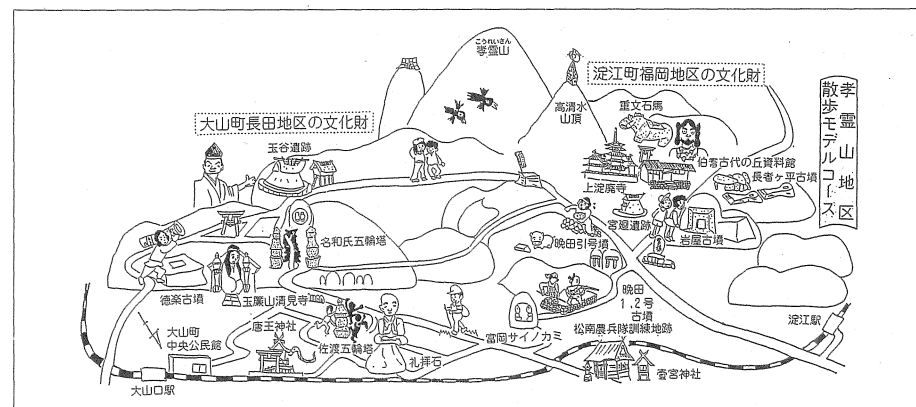 孝霊山地区
散歩モデルコース
こうれいさん
孝霊山
淀江町福岡地区の文化財
大山町長田地区の文化財
高清水
山頂
重文石馬
伯耆古代の丘資料館
長者ヶ平古墳
上淀廃寺
宮廻遺跡
岩屋古墳
玉谷遺跡
名和氏五輪塔
晩田引号墳
晩田
1.2号
古墳
徳楽古墳
玉簾山清見寺
大山町
中央公民館
唐王神社
佐渡五輪塔
礼拝石
富岡サイノカミ
松南農兵隊訓練地跡
壹宮神社
淀江駅
大山口駅